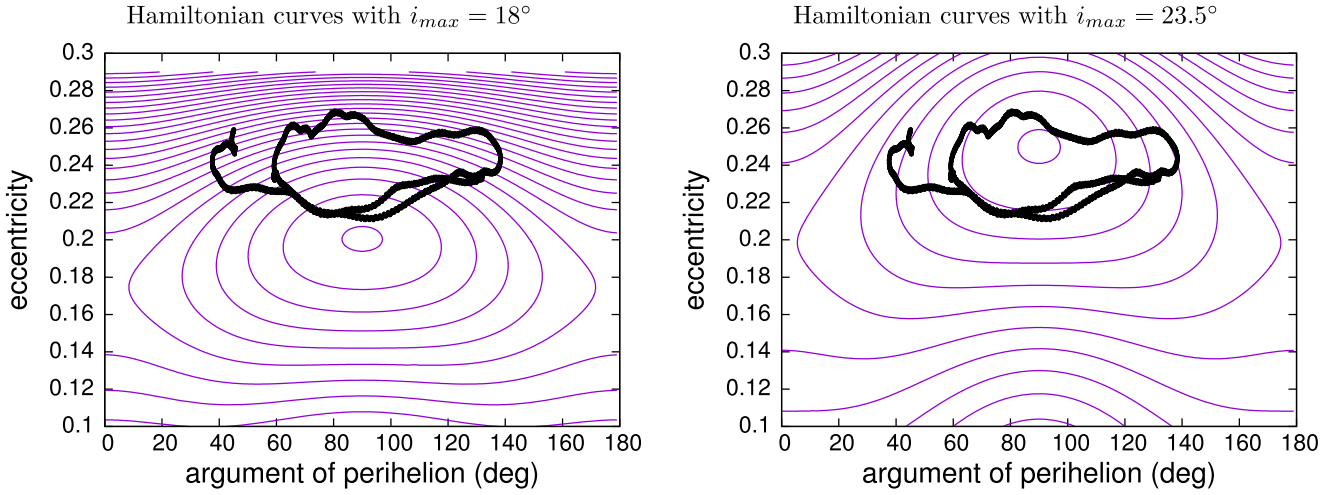 Hamiltonian curves with i_max = 18°
0.3
0.28
0.26
0.24
0.22
0.2
0.18
0.16
0.14
0.12
0.1
eccentricity
0 20 40 60 80 100 120 140 160 180
argument of perihelion (deg)
Hamiltonian curves with i_max = 23.5°
0.3
0.28
0.26
0.24
0.22
0.2
0.18
0.16
0.14
0.12
0.1
eccentricity
0 20 40 60 80 100 120 140 160 180
argument of perihelion (deg)